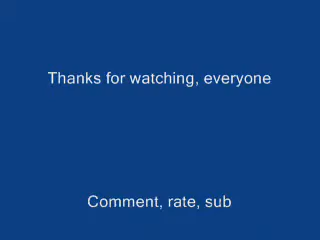 Thanks for watching, everyone
Comment, rate, sub